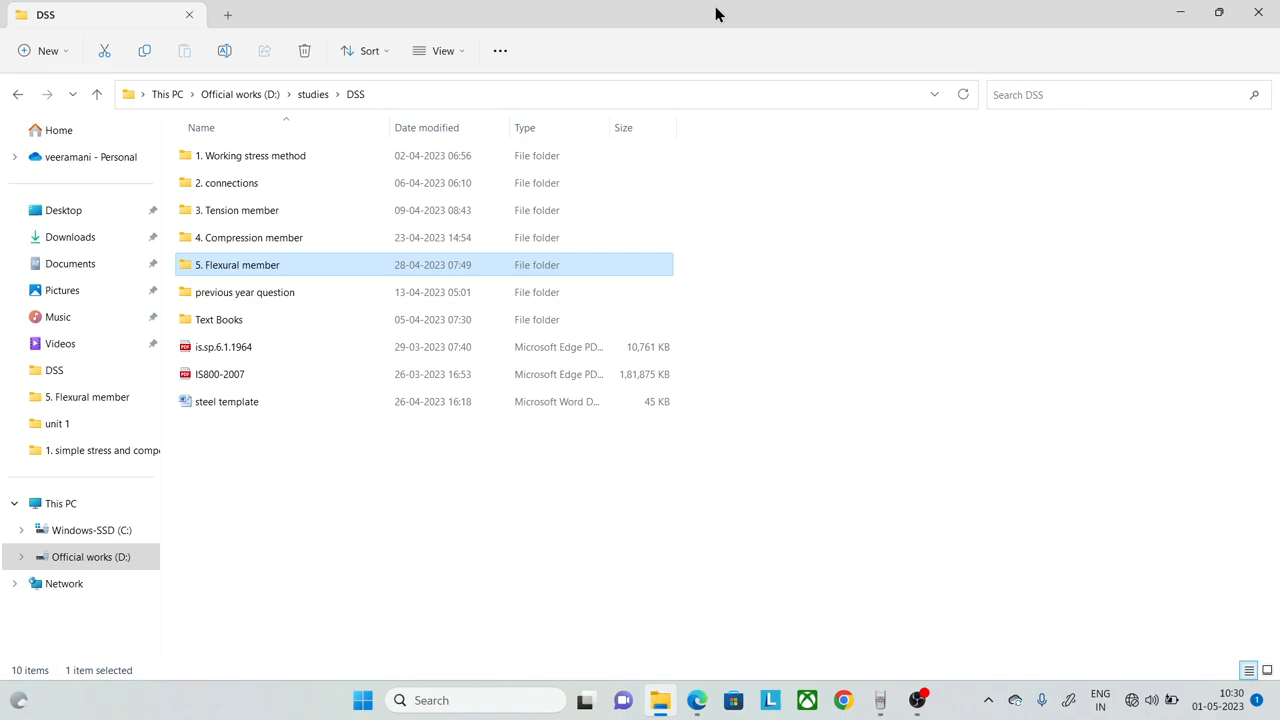 DSS
New
Sort
View
This PC > Official works (D:) > studies > DSS
Search DSS
Name Date modified Type Size
Home
veeramani - Personal
Desktop
Downloads
Documents
Pictures
Music
Videos
DSS
5. Flexural member
unit 1
1. simple stress and compo
This PC
Windows-SSD (C:)
Official works (D:)
Network
1. Working stress method 02-04-2023 06:56 File folder
2. connections 06-04-2023 06:10 File folder
3. Tension member 09-04-2023 08:43 File folder
4. Compression member 23-04-2023 14:54 File folder
5. Flexural member 28-04-2023 07:49 File folder
previous year question 13-04-2023 05:01 File folder
Text Books 05-04-2023 07:30 File folder
is.sp.6.1.1964 29-03-2023 07:40 Microsoft Edge PD... 10,761 KB
IS800-2007 26-03-2023 16:53 Microsoft Edge PD... 1,81,875 KB
steel template 26-04-2023 16:18 Microsoft Word D... 45 KB
10 items 1 item selected
Search
ENG
IN
10:30
01-05-2023
1